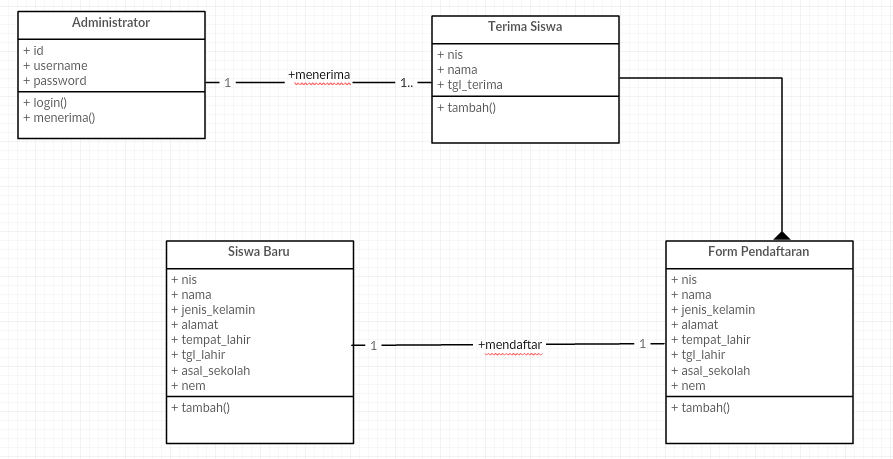 Administrator
+ id
+ username
+ password
+ login()
+ menerima()
1
+menerima
1..
Terima Siswa
+ nis
+ nama
+ tgl_terima
+ tambah()
Siswa Baru
+ nis
+ nama
+ jenis_kelamin
+ alamat
+ tempat_lahir
+ tgl_lahir
+ asal_sekolah
+ nem
+ tambah()
1
+mendaftar
1
Form Pendaftaran
+ nis
+ nama
+ jenis_kelamin
+ alamat
+ tempat_lahir
+ tgl_lahir
+ asal_sekolah
+ nem
+ tambah()